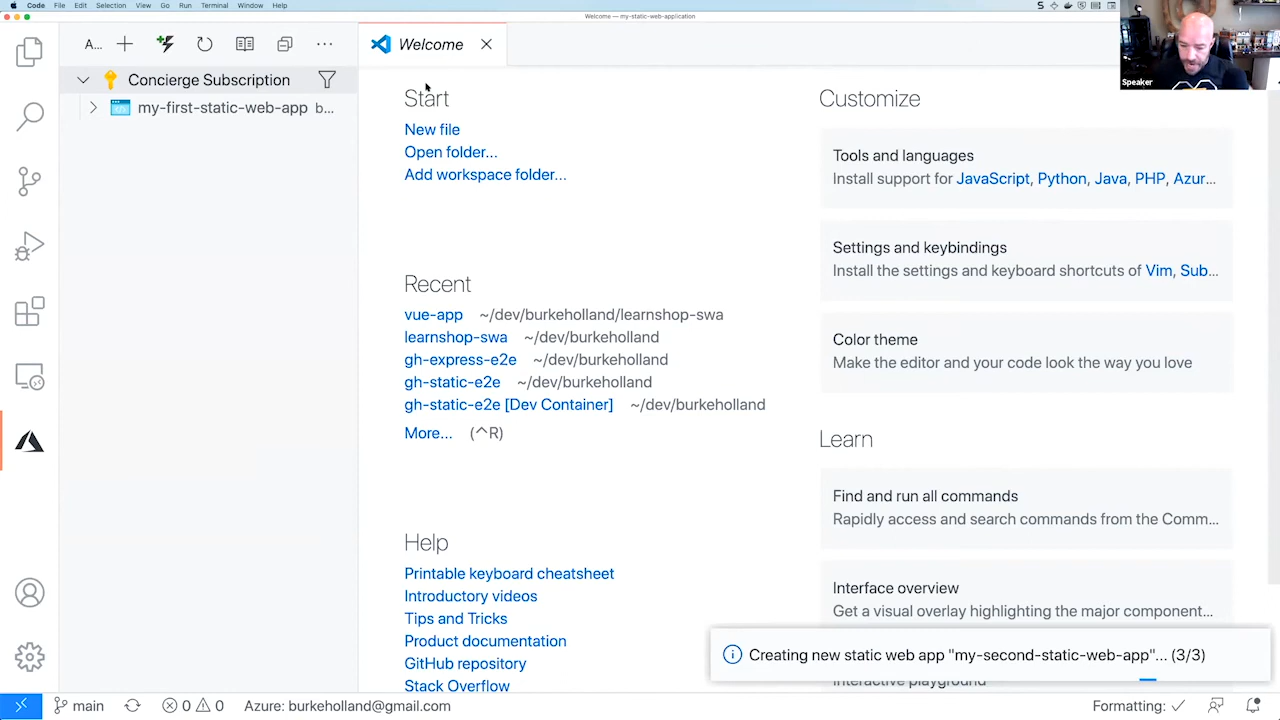 Code File Edit Selection View Go Run Terminal Window Help
Welcome — my-static-web-application
A...
Welcome
Speaker
Concierge Subscription
my-first-static-web-app b...
Start
New file
Open folder...
Add workspace folder...
Recent
vue-app ~/dev/burkeholland/learnshop-swa
learnshop-swa ~/dev/burkeholland
gh-express-e2e ~/dev/burkeholland
gh-static-e2e ~/dev/burkeholland
gh-static-e2e [Dev Container] ~/dev/burkeholland
More... (^R)
Help
Printable keyboard cheatsheet
Introductory videos
Tips and Tricks
Product documentation
GitHub repository
Stack Overflow
Customize
Tools and languages
Install support for JavaScript, Python, Java, PHP, Azur...
Settings and keybindings
Install the settings and keyboard shortcuts of Vim, Sub...
Color theme
Make the editor and your code look the way you love
Learn
Find and run all commands
Rapidly access and search commands from the Comm...
Interface overview
Get a visual overlay highlighting the major component...
Interactive playground
Creating new static web app "my-second-static-web-app"... (3/3)
main 0 0 Azure: burkeholland@gmail.com Formating: ✓